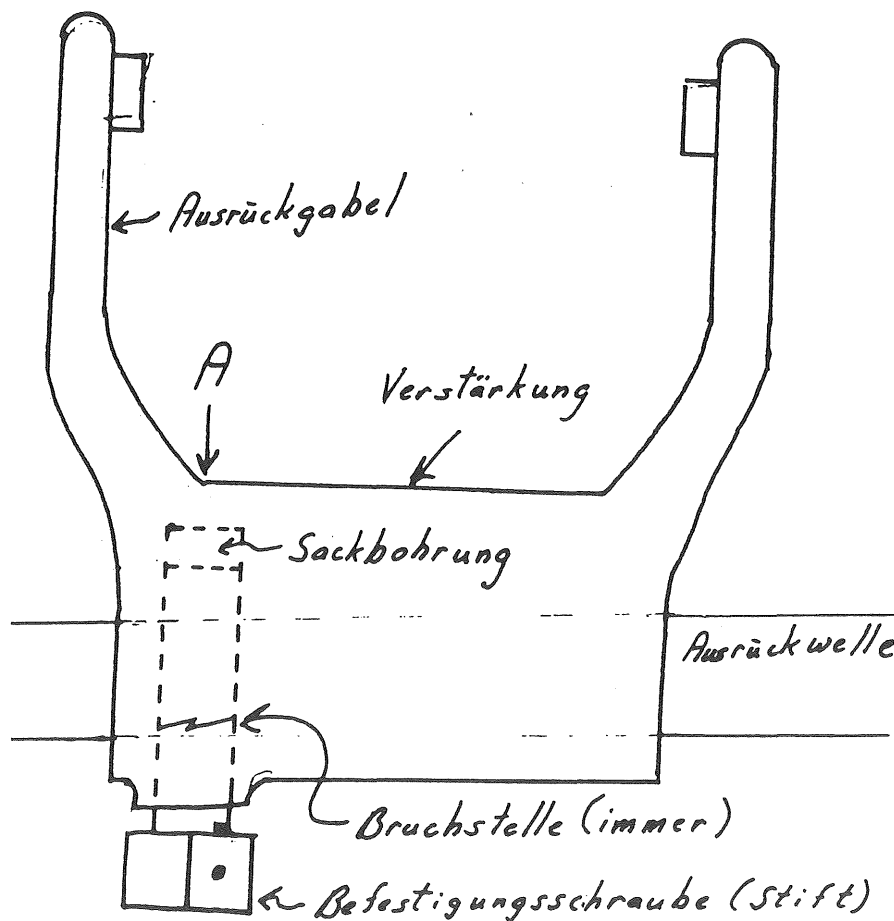 Ausrückgabel
A
Verstärkung
Sackbohrung
Ausrückwelle
Bruchstelle (immer)
Befestigungsschraube (Stift)